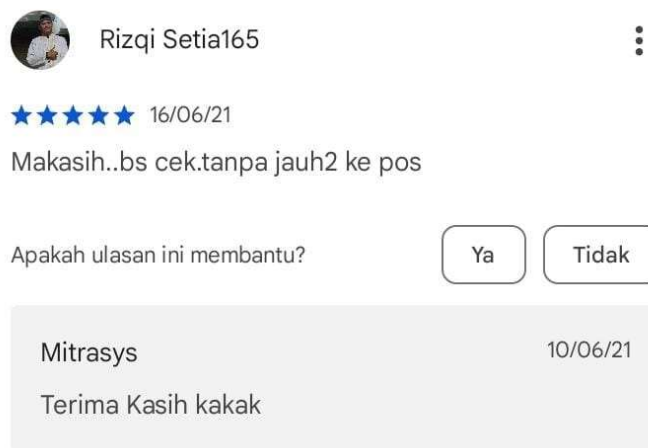 Rizqi Setia165
16/06/21
Makasih..bs cek.tanpa jauh2 ke pos
Apakah ulasan ini membantu?
Ya
Tidak
Mitrasys
10/06/21
Terima Kasih kakak